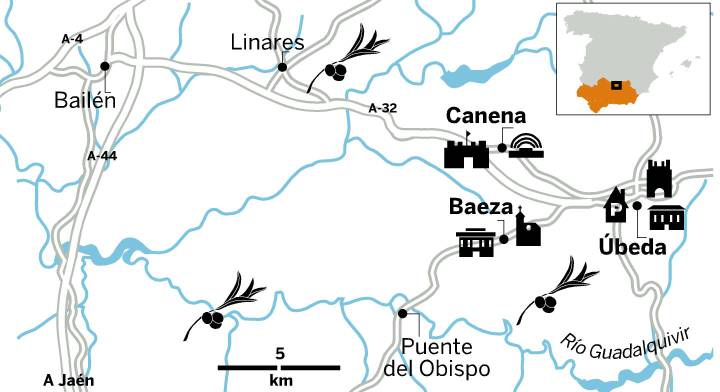 A-4
Linares
Bailén
A-32
Canena
A-44
P
Baeza
Úbeda
Río Guadalquivir
Puente
del Obispo
5
km
A Jaén